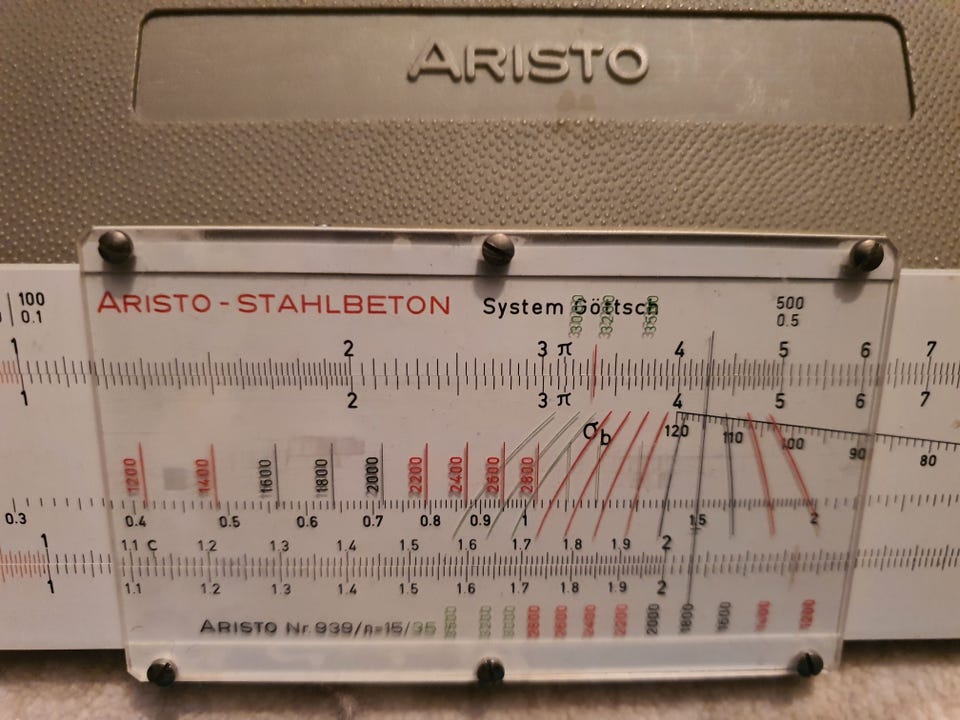 ARISTO
100
0.1
ARISTO - STAHLBETON System Göttsch
500
0.5
1 2 3 π 4 5 6 7
1 2 3 π 4 5 6 7
σb 120 110 100 90 80
1200 1400 1600 1800 2000 2200 2400 2600 2800
0.3 0.4 0.5 0.6 0.7 0.8 0.9 1 1.5 2
1 1.1 C 1.2 1.3 1.4 1.5 1.6 1.7 1.8 1.9 2
1 1.1 1.2 1.3 1.4 1.5 1.6 1.7 1.8 1.9 2
ARISTO Nr. 939/n=15/ 2400 2200 2000 1800 1600 1400 1200